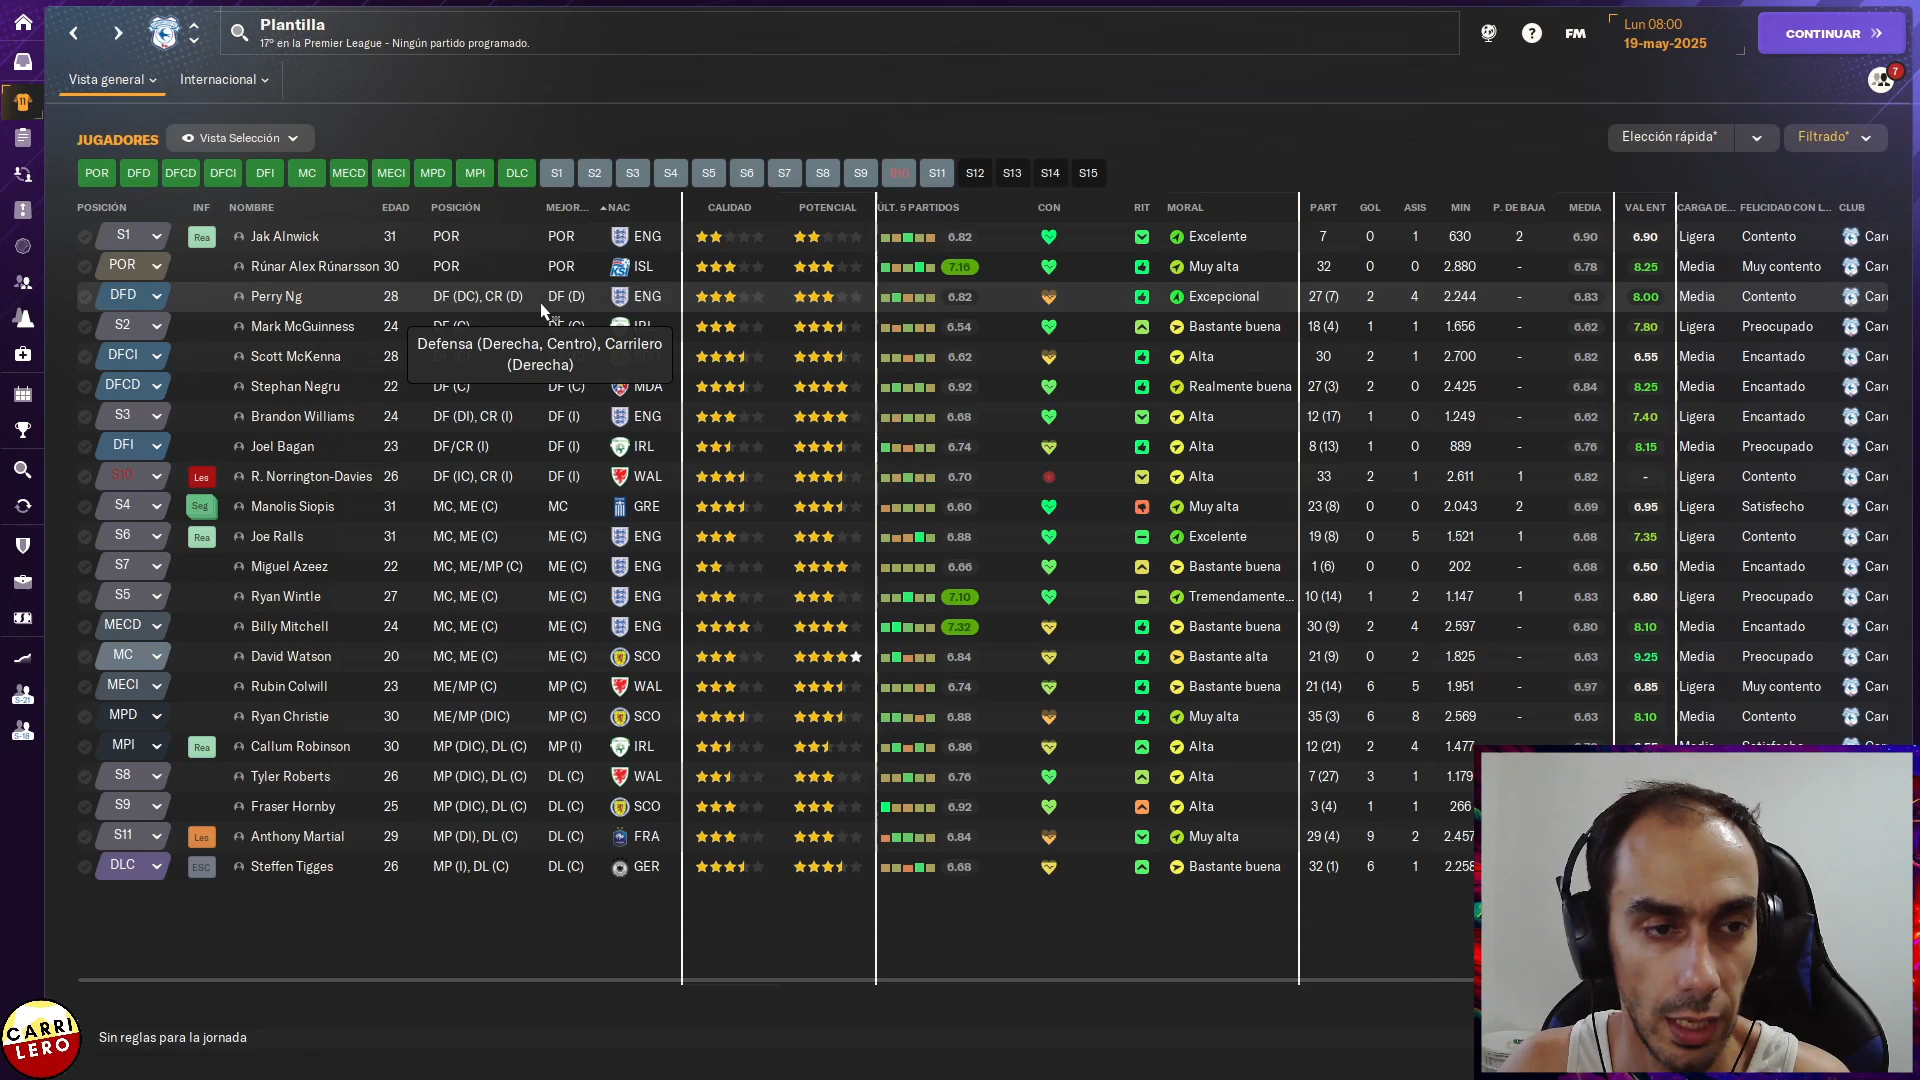 Plantilla
17º en la Premier League - Ningún partido programado.
FM
Lun 08:00
19-may-2025
CONTINUAR
Vista general
Internacional
7
JUGADORES
Vista Selección
Elección rápida*
Filtrado*
POR DFD DFCD DFCI DFI MC MECD MECI MPD MPI DLC S1 S2 S3 S4 S5 S6 S7 S8 S9 S10 S11 S12 S13 S14 S15
POSICIÓN INF NOMBRE EDAD POSICIÓN MEJOR... NAC CALIDAD POTENCIAL ÚLT. 5 PARTIDOS CON RIT MORAL PART GOL ASIS MIN P. DE BAJA MEDIA VAL ENT CARGA DE... FELICIDAD CON L... CLUB
S1 Rea Jak Alnwick 31 POR POR ENG 6.82 Excelente 7 0 1 630 2 6.90 6.90 Ligera Contento Car
POR Rúnar Alex Rúnarsson 30 POR POR ISL 7.16 Muy alta 32 0 0 2.880 - 6.78 8.25 Media Muy contento Car
DFD Perry Ng 28 DF (DC), CR (D) DF (D) ENG 6.82 Excepcional 27 (7) 2 4 2.244 - 6.83 8.00 Media Contento Car
S2 Mark McGuinness 24 DF (C) DF (C) IRL 6.54 Bastante buena 18 (4) 1 1 1.656 - 6.62 7.80 Ligera Preocupado Car
DFCI Scott McKenna 28 6.62 Alta 30 2 1 2.700 - 6.82 6.55 Media Encantado Car
Defensa (Derecha, Centro), Carrilero
(Derecha)
DFCD Stephan Negru 22 DF (C) DF (C) MDA 6.92 Realmente buena 27 (3) 2 0 2.425 - 6.84 8.25 Media Contento Car
S3 Brandon Williams 24 DF (DI), CR (I) DF (I) ENG 6.68 Alta 12 (17) 1 0 1.249 - 6.62 7.40 Ligera Encantado Car
DFI Joel Bagan 23 DF/CR (I) DF (I) IRL 6.74 Alta 8 (13) 1 0 889 - 6.76 8.15 Media Preocupado Car
S10 Les R. Norrington-Davies 26 DF (IC), CR (I) DF (I) WAL 6.70 Alta 33 2 1 2.611 1 6.82 - Ligera Contento Car
S4 Seg Manolis Siopis 31 MC, ME (C) MC GRE 6.60 Muy alta 23 (8) 0 0 2.043 2 6.69 6.95 Ligera Satisfecho Car
S6 Rea Joe Ralls 31 MC, ME (C) ME (C) ENG 6.88 Excelente 19 (8) 0 5 1.521 1 6.68 7.35 Ligera Contento Car
S7 Miguel Azeez 22 MC, ME/MP (C) ME (C) ENG 6.66 Bastante buena 1 (6) 0 0 202 - 6.68 6.50 Ligera Encantado Car
S5 Ryan Wintle 27 MC, ME (C) ME (C) ENG 7.10 Tremendamente... 10 (14) 1 2 1.147 1 6.83 6.80 Ligera Preocupado Car
MECD Billy Mitchell 24 MC, ME (C) ME (C) ENG 7.32 Bastante buena 30 (9) 2 4 2.597 - 6.80 8.10 Media Encantado Car
MC David Watson 20 MC, ME (C) ME (C) SCO 6.84 Bastante alta 21 (9) 0 2 1.825 - 6.63 9.25 Media Preocupado Car
MECI Rubin Colwill 23 ME/MP (C) MP (C) WAL 6.74 Bastante buena 21 (14) 6 5 1.951 - 6.97 6.85 Ligera Muy contento Car
MPD Ryan Christie 30 ME/MP (DIC) MP (C) SCO 6.88 Muy alta 35 (3) 6 8 2.569 - 6.63 8.10 Media Contento Car
MPI Rea Callum Robinson 30 MP (DIC), DL (C) MP (I) IRL 6.86 Alta 12 (21) 2 4 1.477
S8 Tyler Roberts 26 MP (DIC), DL (C) DL (C) WAL 6.76 Alta 7 (27) 3 1 1.179
S9 Fraser Hornby 25 MP (DIC), DL (C) DL (C) SCO 6.92 Alta 3 (4) 1 1 266
S11 Les Anthony Martial 29 MP (DI), DL (C) DL (C) FRA 6.84 Muy alta 29 (4) 9 2 2.457
DLC ESC Steffen Tigges 26 MP (I), DL (C) DL (C) GER 6.68 Bastante buena 32 (1) 6 1 2.258
S-21
S-18
CARRI
LERO
Sin reglas para la jornada